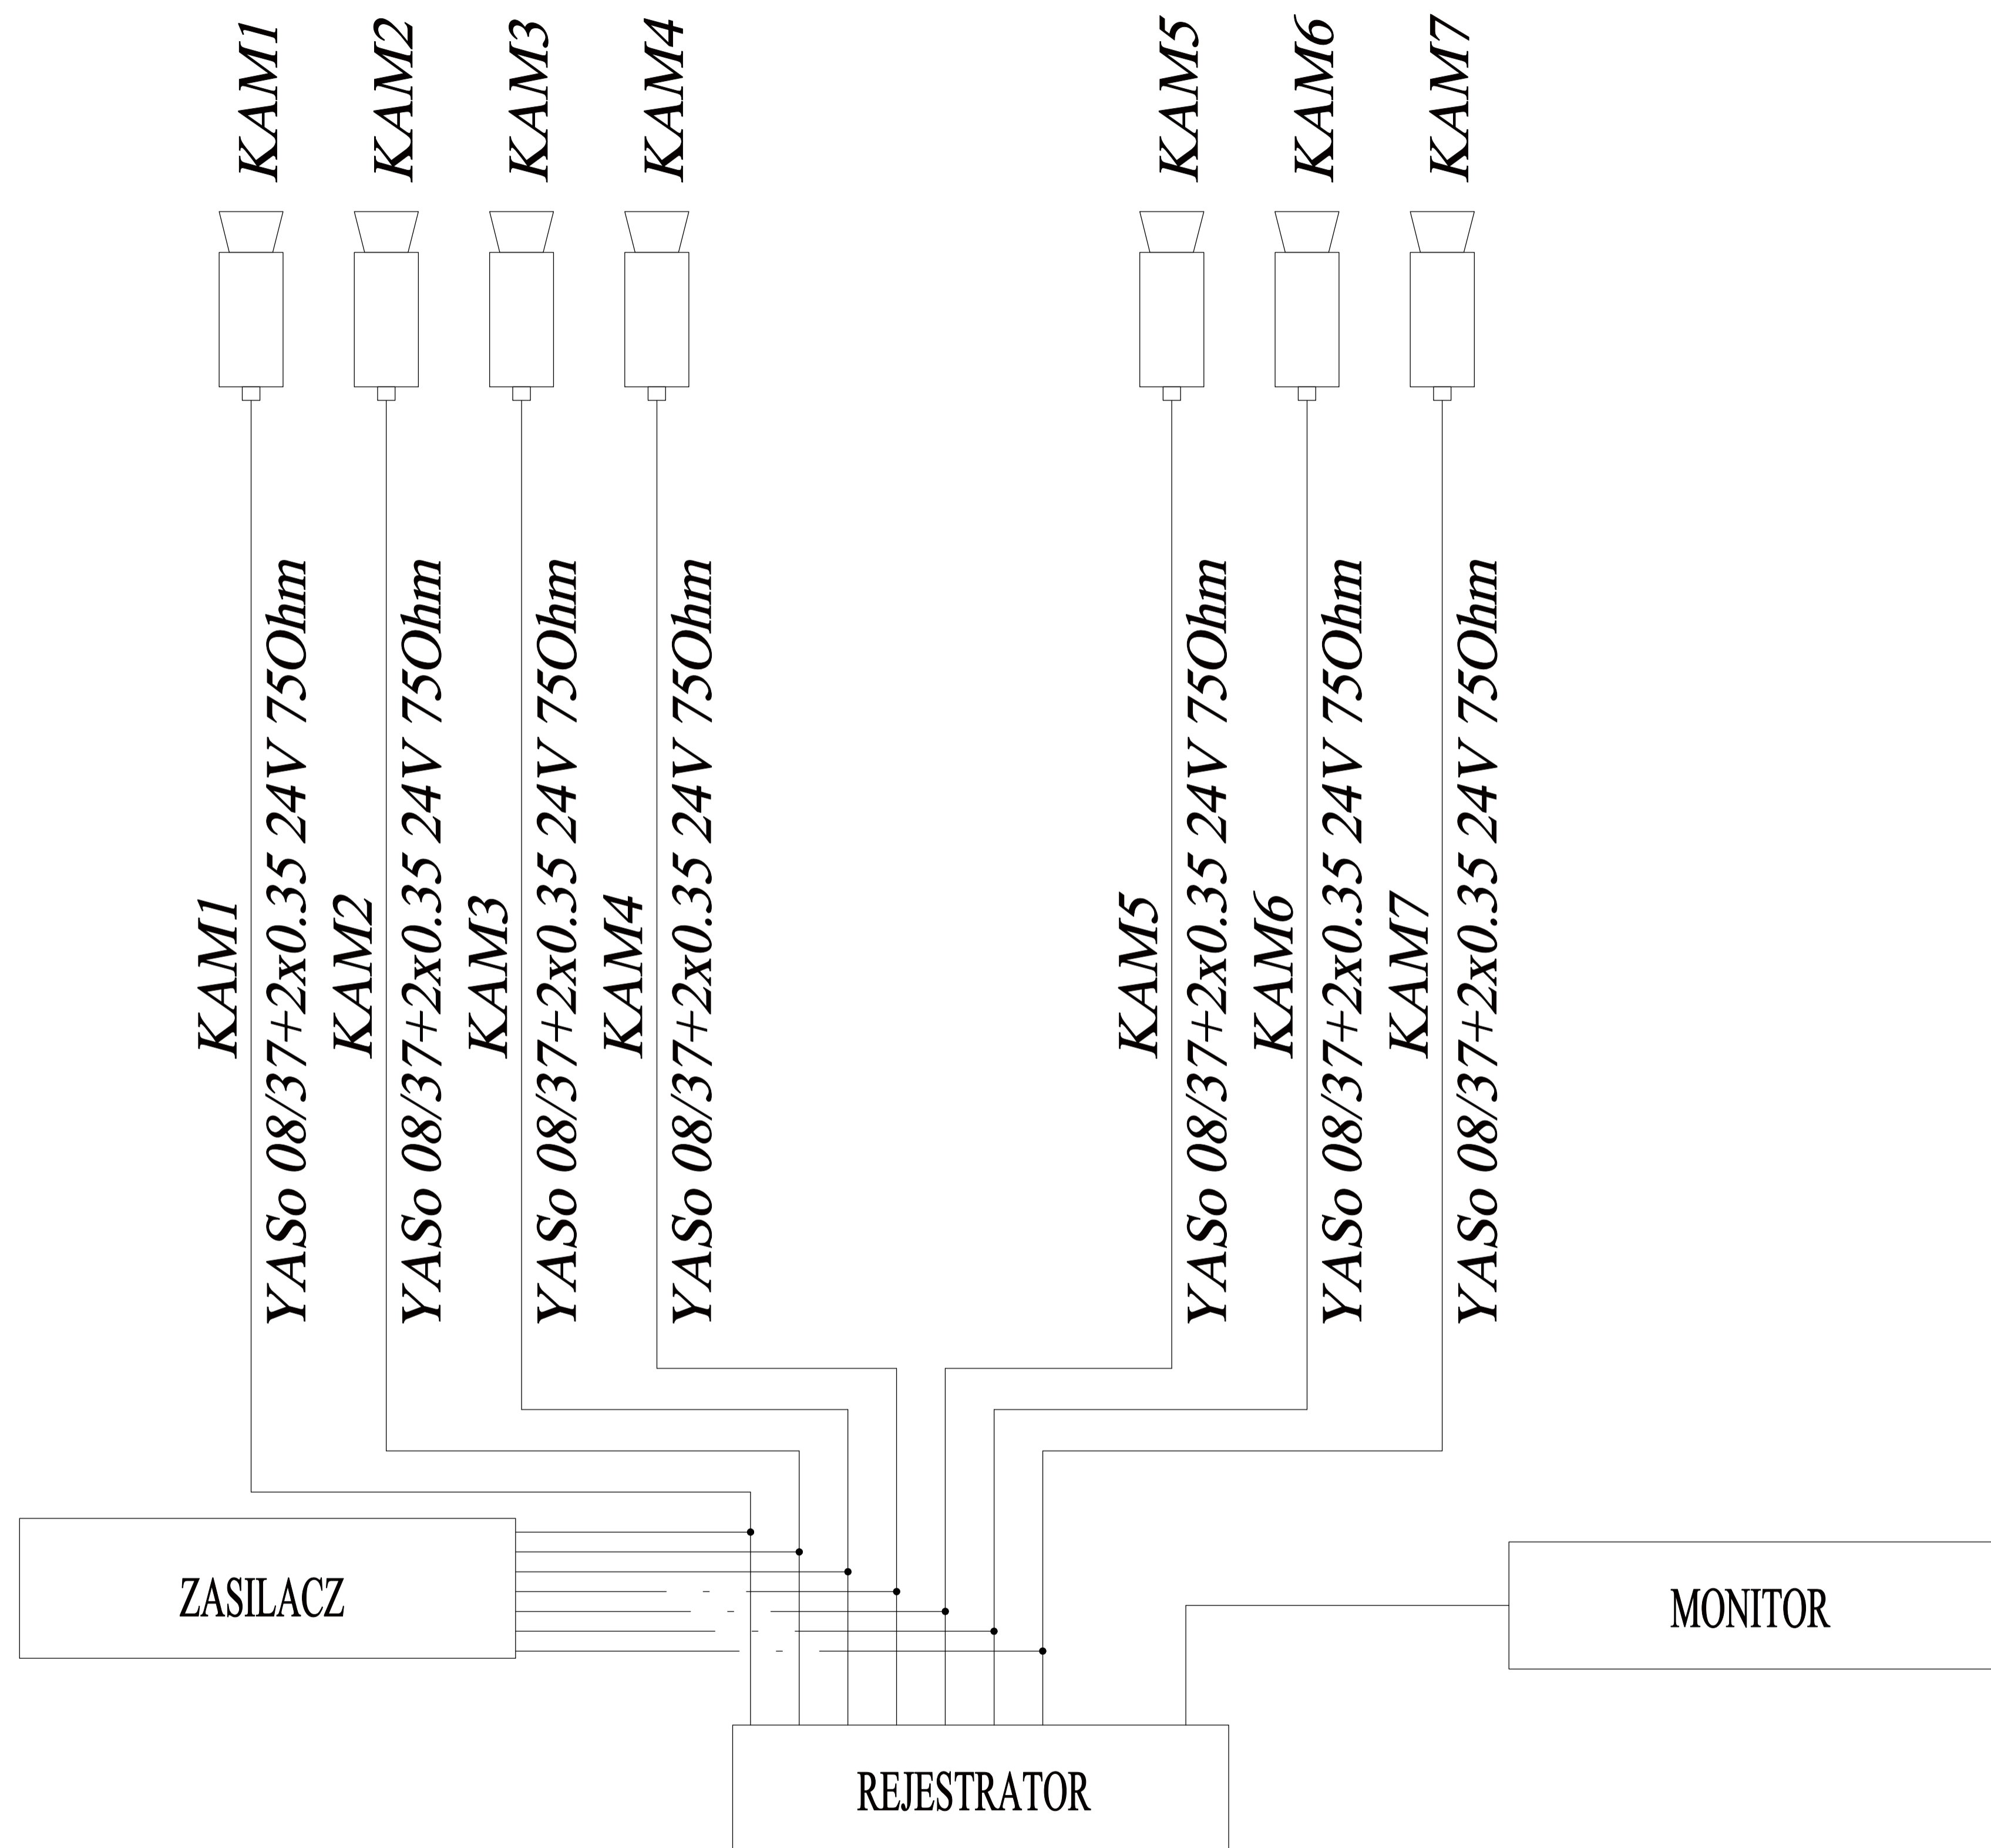 KAM1
KAM2
KAM3
KAM4
KAM5
KAM6
KAM7
KAM1
YASo 08/37+2x0.35 24V 75Ohm
KAM2
YASo 08/37+2x0.35 24V 75Ohm
KAM3
YASo 08/37+2x0.35 24V 75Ohm
KAM4
YASo 08/37+2x0.35 24V 75Ohm
KAM5
YASo 08/37+2x0.35 24V 75Ohm
KAM6
YASo 08/37+2x0.35 24V 75Ohm
KAM7
YASo 08/37+2x0.35 24V 75Ohm
ZASILACZ
MONITOR
REJESTRATOR